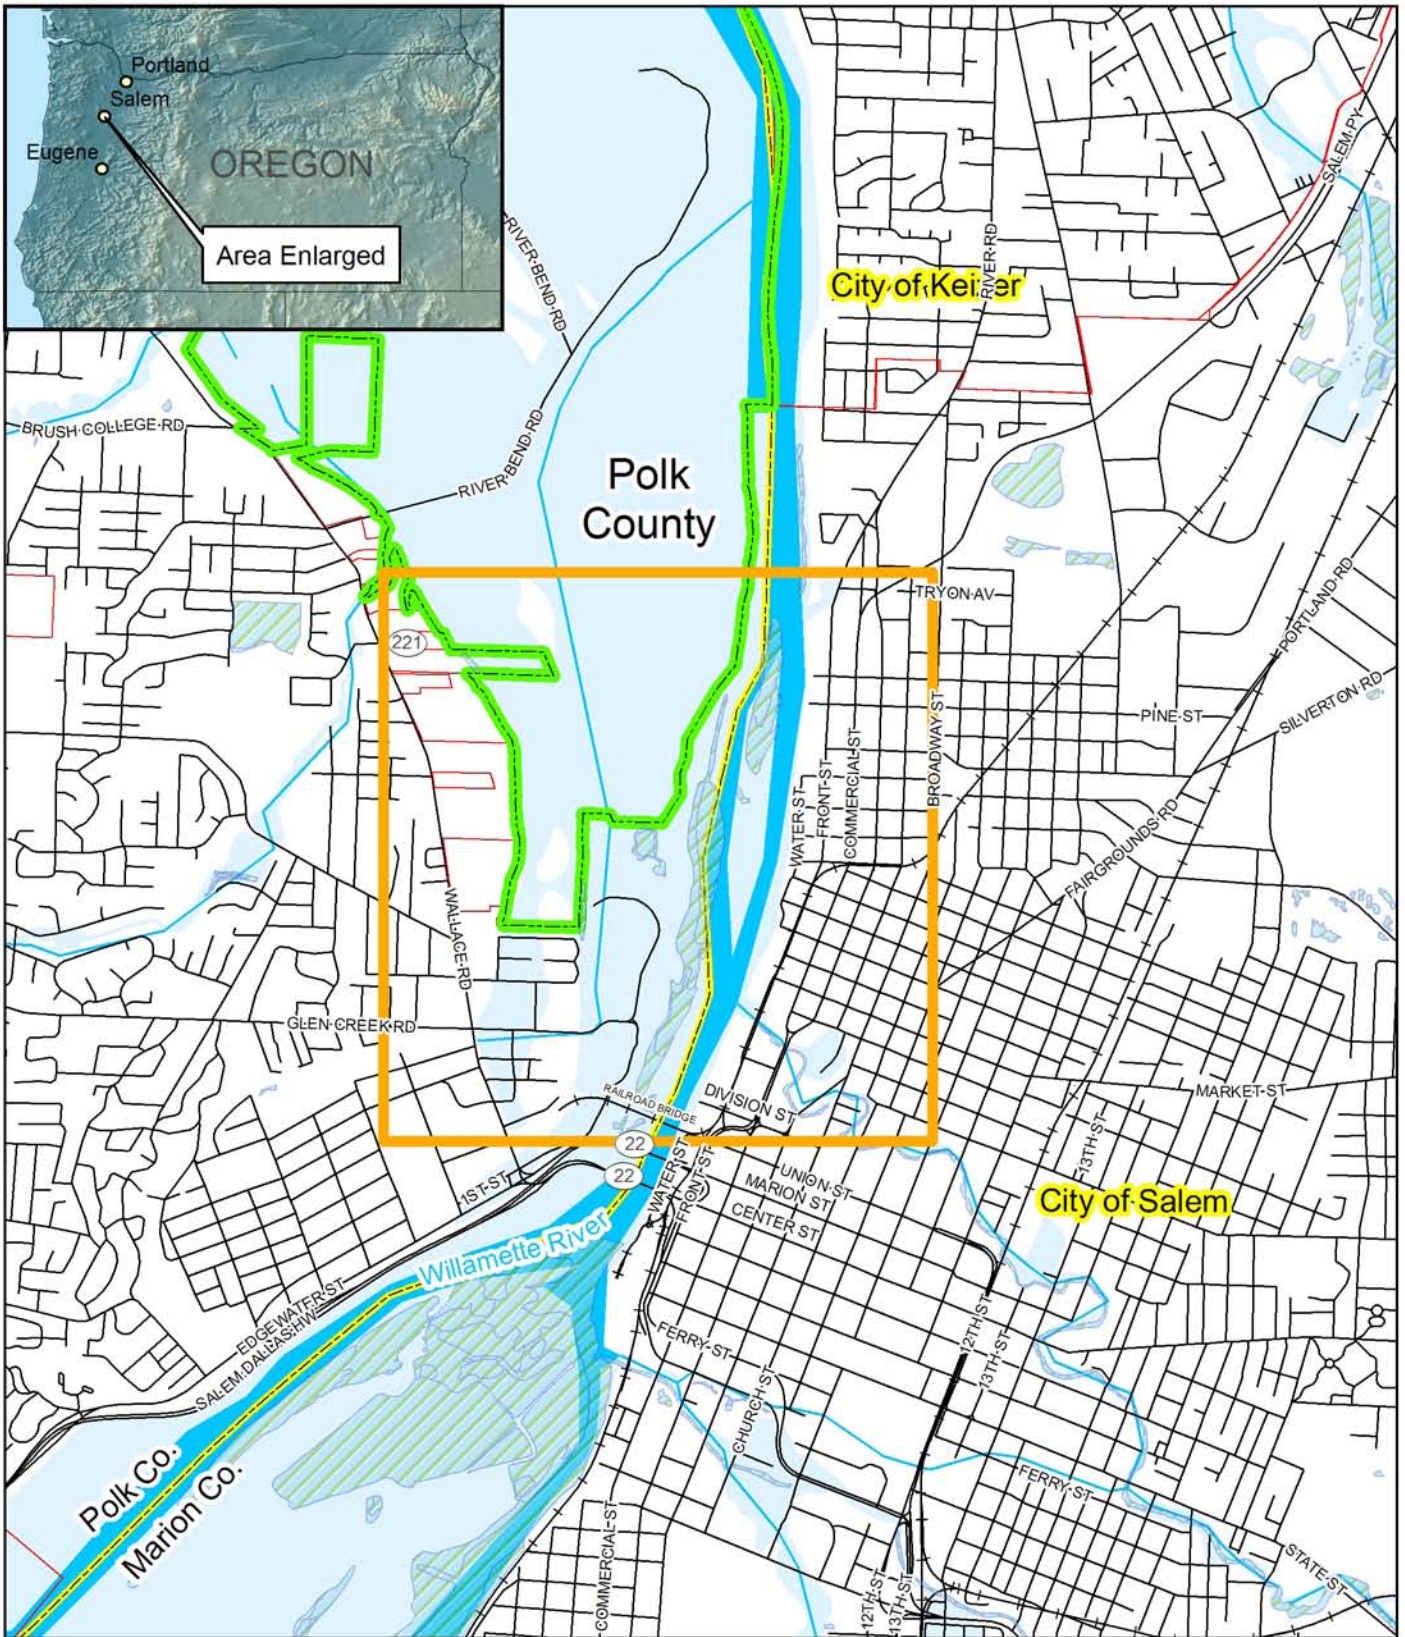 Portland
Salem
Eugene
OREGON
Area Enlarged
RIVER BEND RD
SALEM PY
RIVER RD
City of Keizer
BRUSH COLLEGE RD
RIVER BEND RD
Polk
County
TRYON AV
PORTLAND RD
221
SILVERTON RD
PINE ST
BROADWAY ST
COMMERCIAL ST
FRONT ST
WATER ST
FAIRGROUNDS RD
WALLACE RD
GLEN CREEK RD
RAILROAD BRIDGE
DIVISION ST
MARKET ST
13TH ST
22
22
WATER ST
FRONT ST
UNION ST
MARION ST
CENTER ST
1ST ST
City of Salem
Willamette River
EDGEWATER ST
SALEM DALLAS HW
FERRY ST
12TH ST
13TH ST
CHURCH ST
Polk Co.
Marion Co.
FERRY ST
COMMERCIAL ST
STATE ST
12TH ST
13TH ST